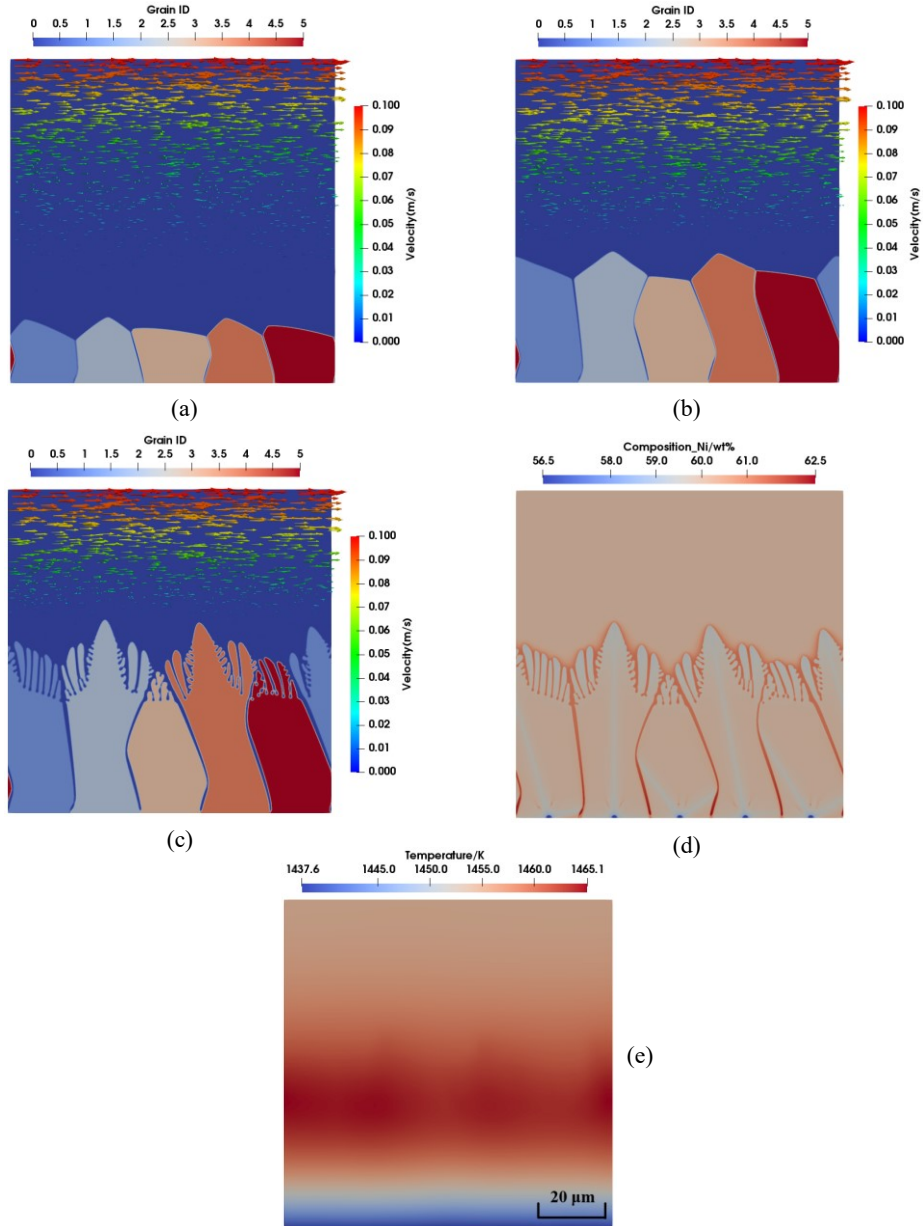 Grain ID
0 0.5 1 1.5 2 2.5 3 3.5 4 4.5 5
0.100
0.09
0.08
0.07
0.06
0.05
0.04
0.03
0.02
0.01
0.000
Velocity(m/s)
(a)
Grain ID
0 0.5 1 1.5 2 2.5 3 3.5 4 4.5 5
0.100
0.09
0.08
0.07
0.06
0.05
0.04
0.03
0.02
0.01
0.000
Velocity(m/s)
(b)
Grain ID
0 0.5 1 1.5 2 2.5 3 3.5 4 4.5 5
0.100
0.09
0.08
0.07
0.06
0.05
0.04
0.03
0.02
0.01
0.000
Velocity(m/s)
(c)
Composition_Ni/wt%
56.5 58.0 59.0 60.0 61.0 62.5
(d)
Temperature/K
1437.6 1445.0 1450.0 1455.0 1460.0 1465.1
(e)
20 μm